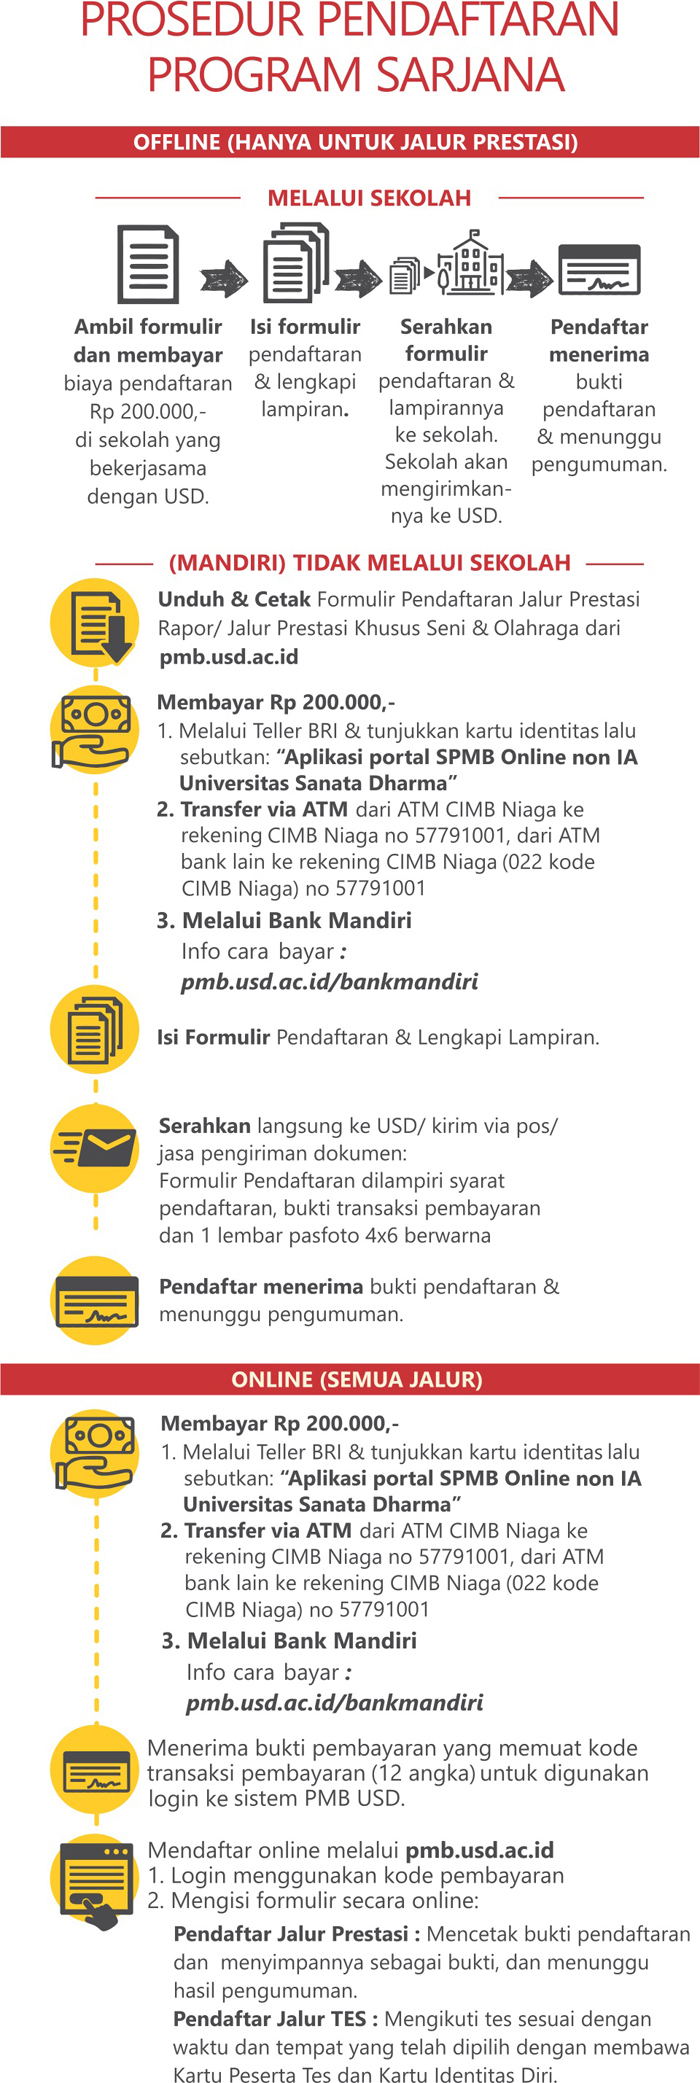 PROSEDUR PENDAFTARAN
PROGRAM SARJANA
OFFLINE (HANYA UNTUK JALUR PRESTASI)
MELALUI SEKOLAH
Ambil formulir
dan membayar
biaya pendaftaran
Rp 200.000,-
di sekolah yang
bekerjasama
dengan USD.
Isi formulir
pendaftaran
& lengkapi
lampiran.
Serahkan
formulir
pendaftaran &
lampirannya
ke sekolah.
Sekolah akan
mengirimkan-
nya ke USD.
Pendaftar
menerima
bukti
pendaftaran
& menunggu
pengumuman.
(MANDIRI) TIDAK MELALUI SEKOLAH
Unduh & Cetak Formulir Pendaftaran Jalur Prestasi
Rapor/ Jalur Prestasi Khusus Seni & Olahraga dari
pmb.usd.ac.id
Membayar Rp 200.000,-
1. Melalui Teller BRI & tunjukkan kartu identitas lalu
sebutkan: “Aplikasi portal SPMB Online non IA
Universitas Sanata Dharma”
2. Transfer via ATM dari ATM CIMB Niaga ke
rekening CIMB Niaga no 57791001, dari ATM
bank lain ke rekening CIMB Niaga (022 kode
CIMB Niaga) no 57791001
3. Melalui Bank Mandiri
Info cara bayar :
pmb.usd.ac.id/bankmandiri
Isi Formulir Pendaftaran & Lengkapi Lampiran.
Serahkan langsung ke USD/ kirim via pos/
jasa pengiriman dokumen:
Formulir Pendaftaran dilampiri syarat
pendaftaran, bukti transaksi pembayaran
dan 1 lembar pasfoto 4x6 berwarna
Pendaftar menerima bukti pendaftaran &
menunggu pengumuman.
ONLINE (SEMUA JALUR)
Membayar Rp 200.000,-
1. Melalui Teller BRI & tunjukkan kartu identitas lalu
sebutkan: “Aplikasi portal SPMB Online non IA
Universitas Sanata Dharma”
2. Transfer via ATM dari ATM CIMB Niaga ke
rekening CIMB Niaga no 57791001, dari ATM
bank lain ke rekening CIMB Niaga (022 kode
CIMB Niaga) no 57791001
3. Melalui Bank Mandiri
Info cara bayar :
pmb.usd.ac.id/bankmandiri
Menerima bukti pembayaran yang memuat kode
transaksi pembayaran (12 angka) untuk digunakan
login ke sistem PMB USD.
Mendaftar online melalui pmb.usd.ac.id
1. Login menggunakan kode pembayaran
2. Mengisi formulir secara online:
Pendaftar Jalur Prestasi : Mencetak bukti pendaftaran
dan menyimpannya sebagai bukti, dan menunggu
hasil pengumuman.
Pendaftar Jalur TES : Mengikuti tes sesuai dengan
waktu dan tempat yang telah dipilih dengan membawa
Kartu Peserta Tes dan Kartu Identitas Diri.